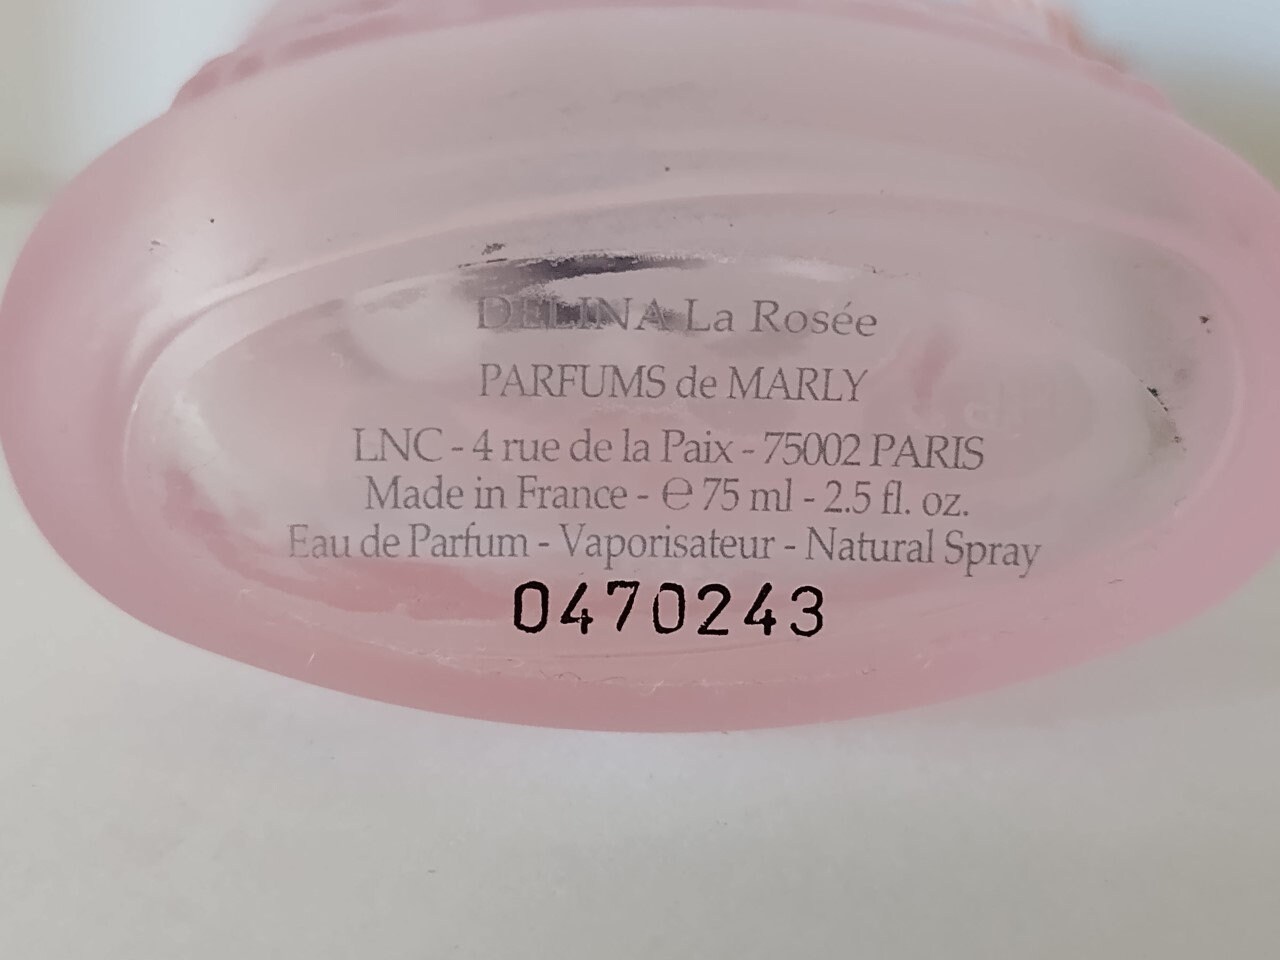 DELINA La Rosée
PARFUMS de MARLY
LNC - 4 rue de la Paix - 75002 PARIS
Made in France - ℮ 75 ml - 2.5 fl. oz.
Eau de Parfum - Vaporisateur - Natural Spray
0470243